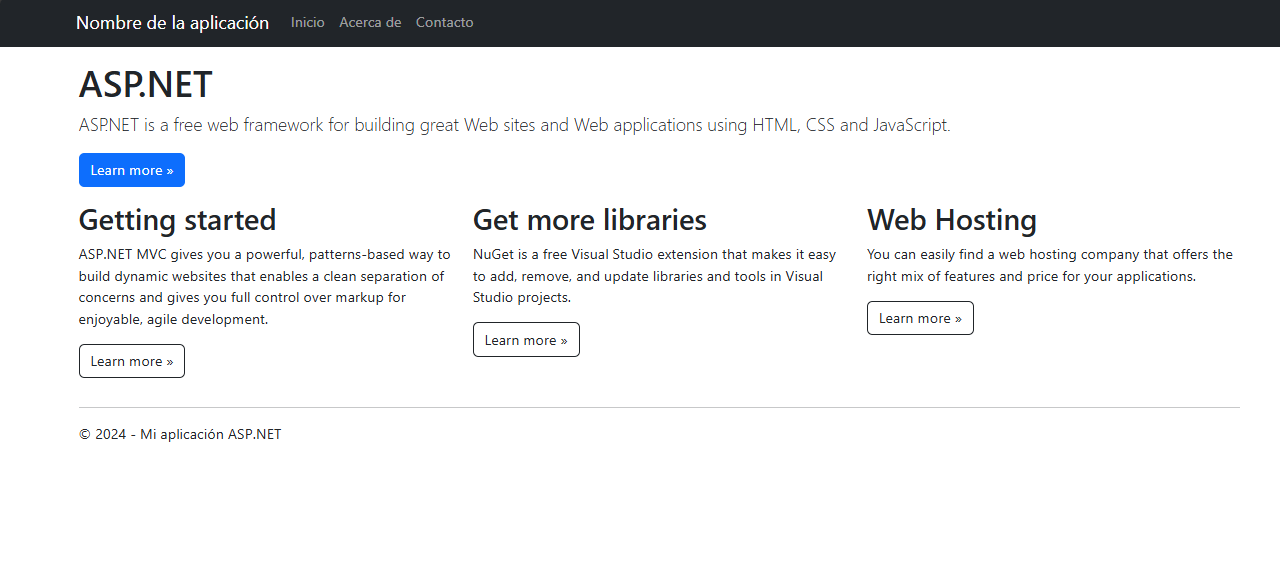 Nombre de la aplicación Inicio Acerca de Contacto
ASP.NET
ASP.NET is a free web framework for building great Web sites and Web applications using HTML, CSS and JavaScript.
Learn more »
Getting started
ASP.NET MVC gives you a powerful, patterns-based way to
build dynamic websites that enables a clean separation of
concerns and gives you full control over markup for
enjoyable, agile development.
Learn more »
Get more libraries
NuGet is a free Visual Studio extension that makes it easy
to add, remove, and update libraries and tools in Visual
Studio projects.
Learn more »
Web Hosting
You can easily find a web hosting company that offers the
right mix of features and price for your applications.
Learn more »
© 2024 - Mi aplicación ASP.NET